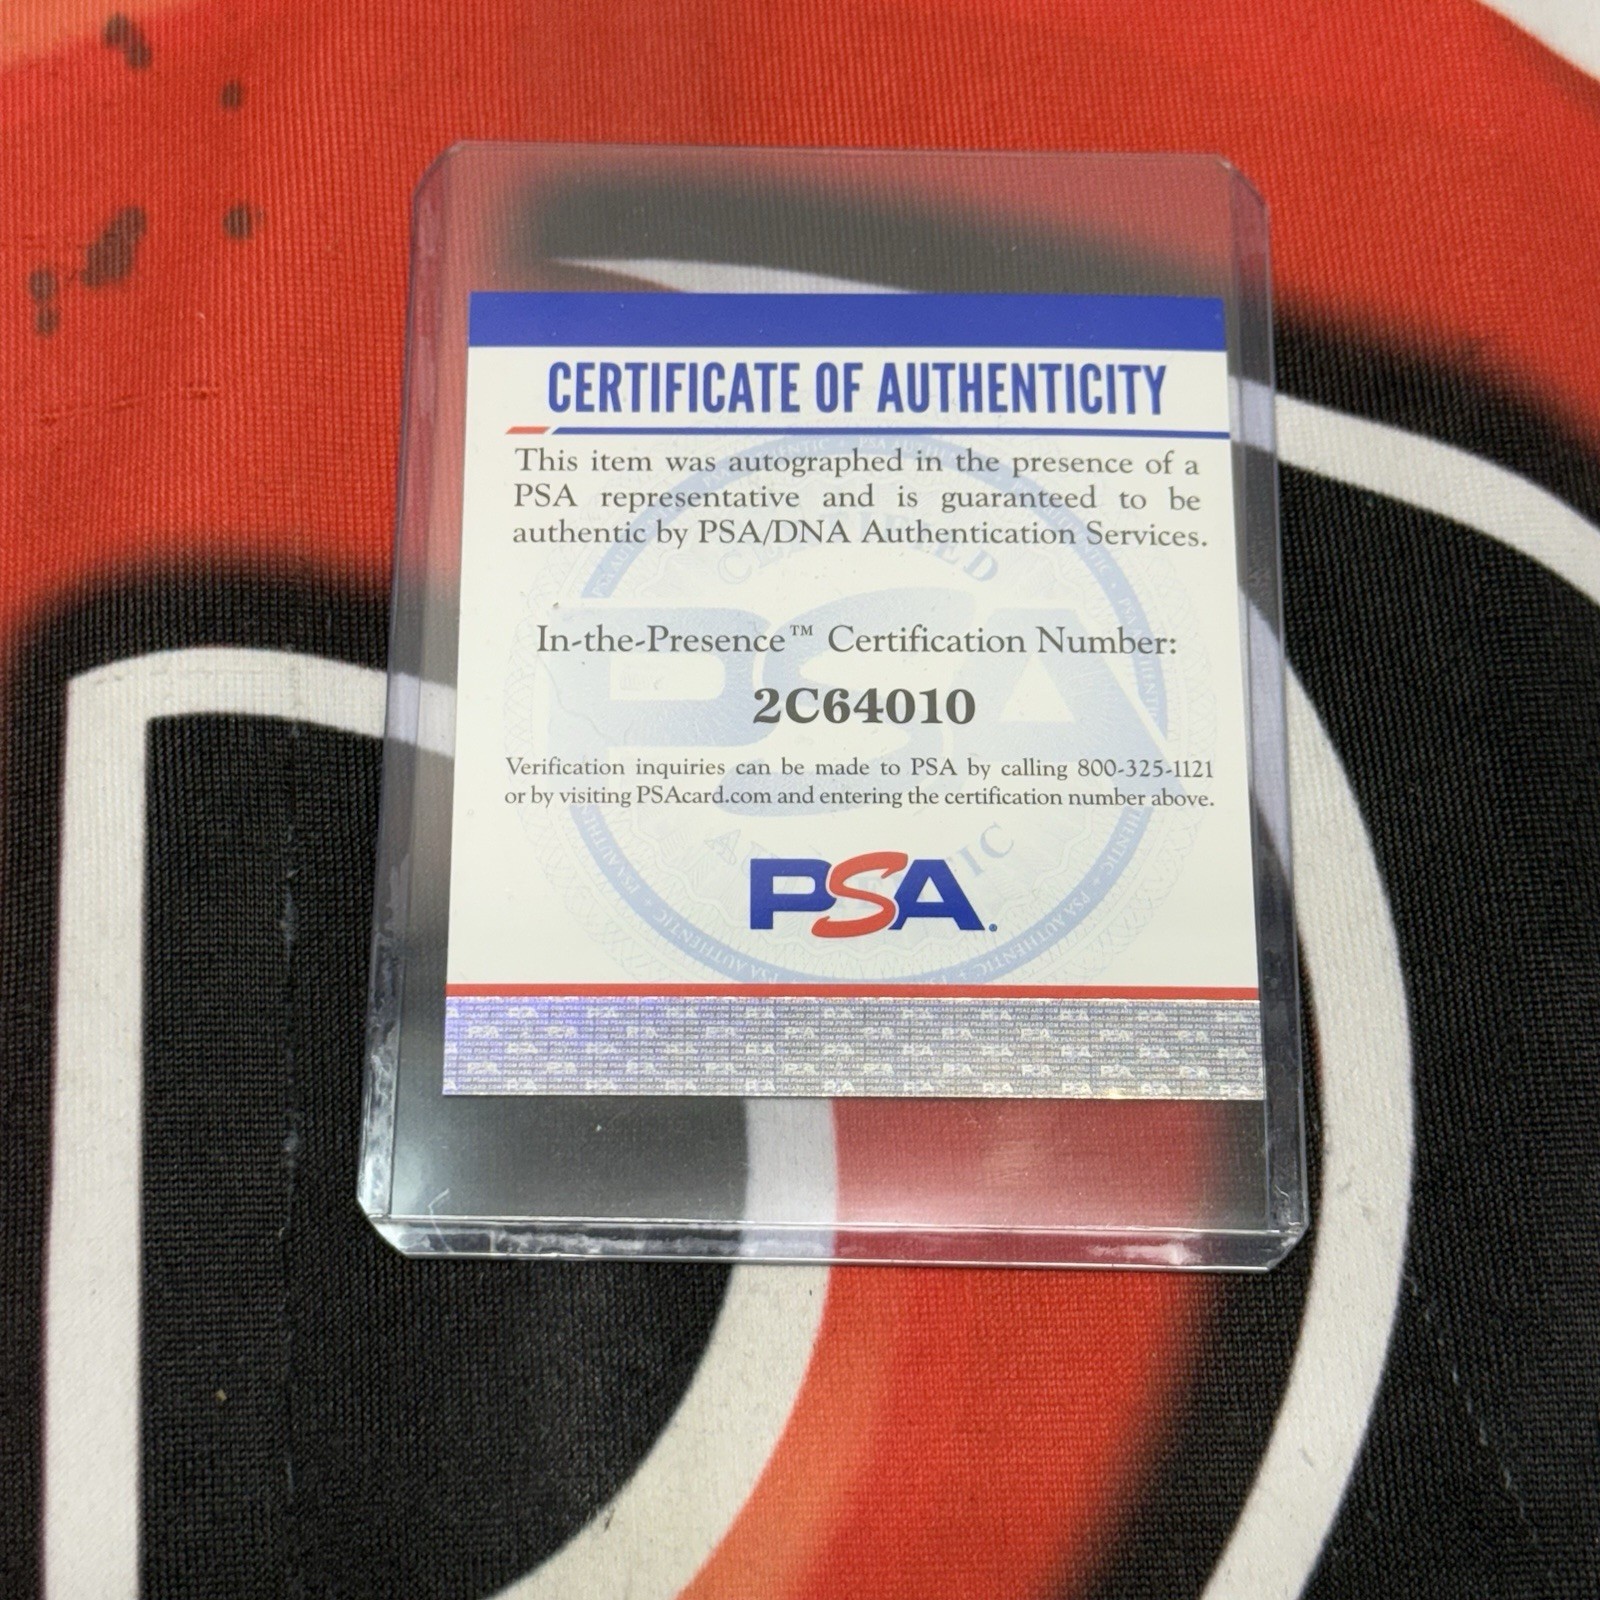 CERTIFICATE OF AUTHENTICITY
This item was autographed in the presence of a
PSA representative and is guaranteed to be
authentic by PSA/DNA Authentication Services.
In-the-Presence™ Certification Number:
2C64010
Verification inquiries can be made to PSA by calling 800-325-1121
or by visiting PSAcard.com and entering the certification number above.
PSA